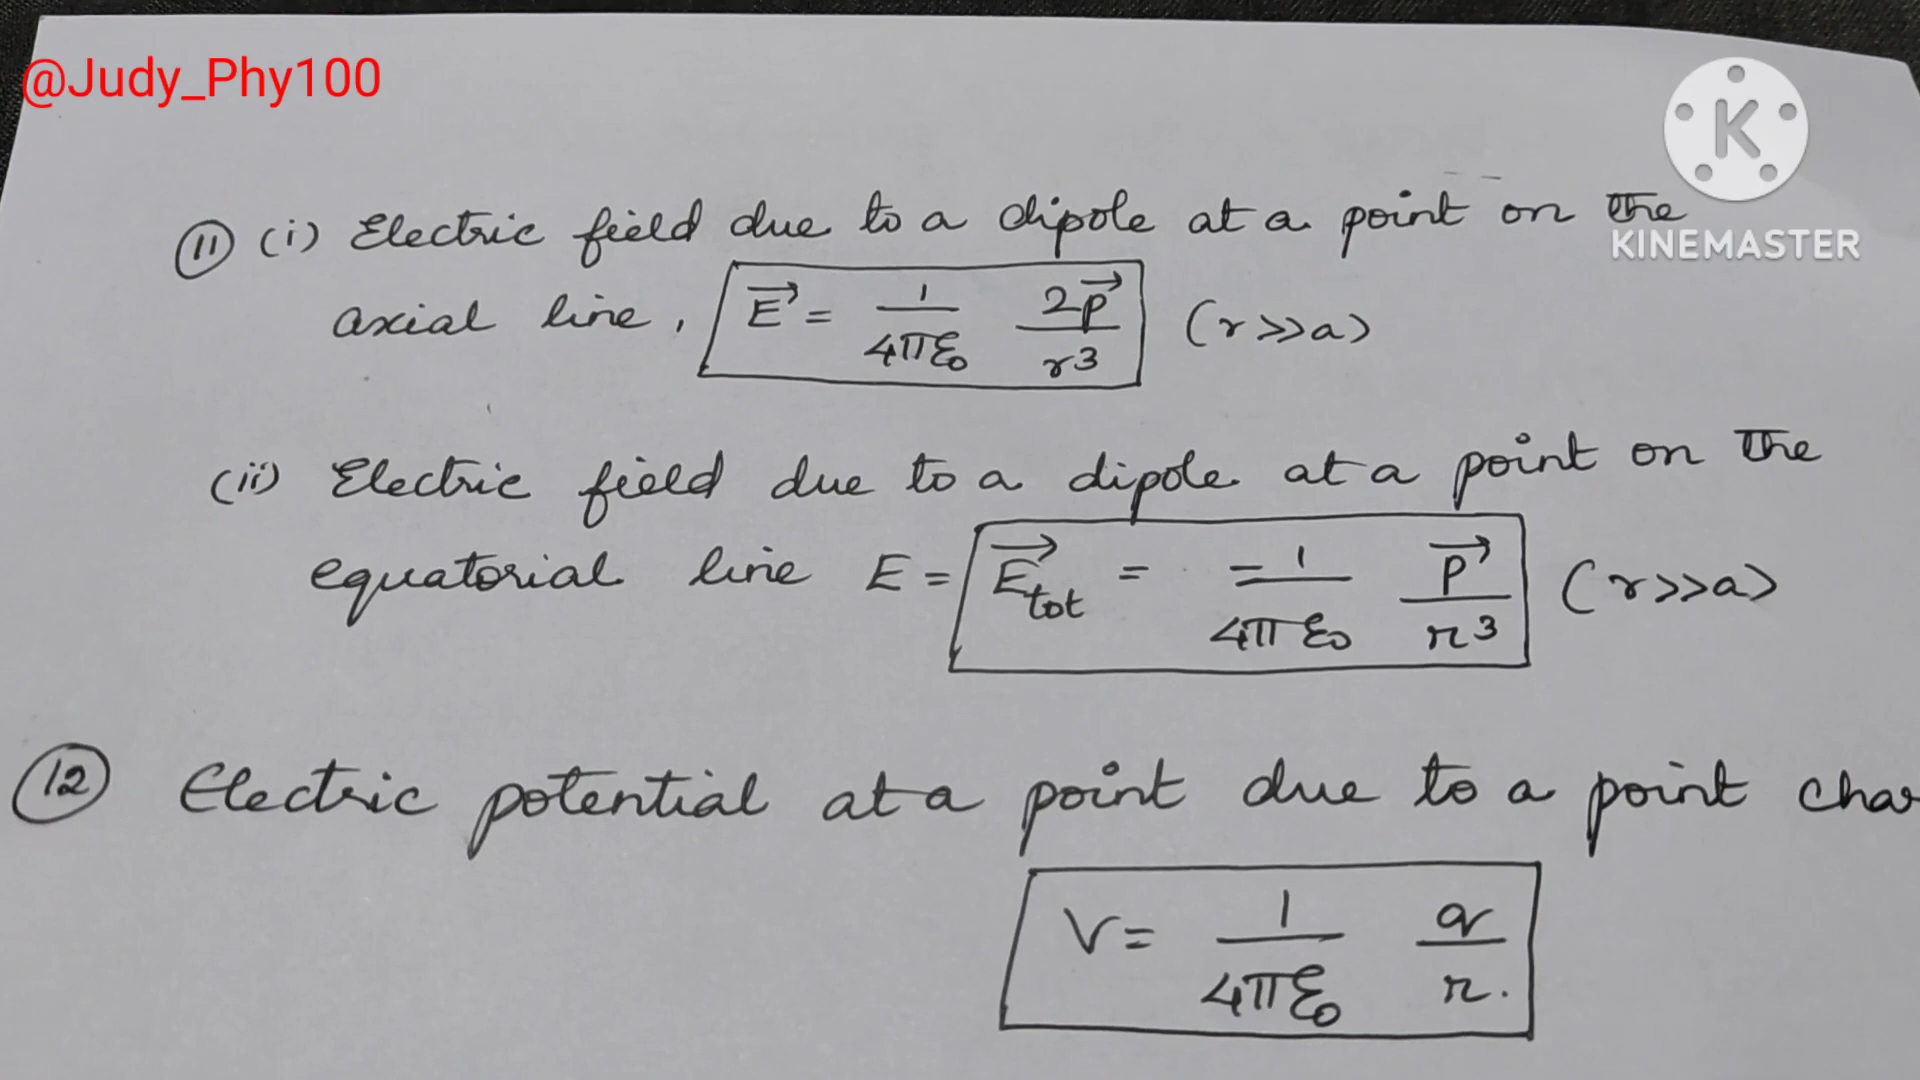 @Judy_Phy100
K
KINEMASTER
(11) (i) Electric field due to a dipole at a point on the
axial line, E⃗ = 1/4πε₀ 2p⃗/r³ (r>>a)
(ii) Electric field due to a dipole at a point on the
equatorial line E = E⃗tot = -1/4πε₀ p⃗/r³ (r>>a)
(12) Electric potential at a point due to a point char
V = 1/4πε₀ q/r.